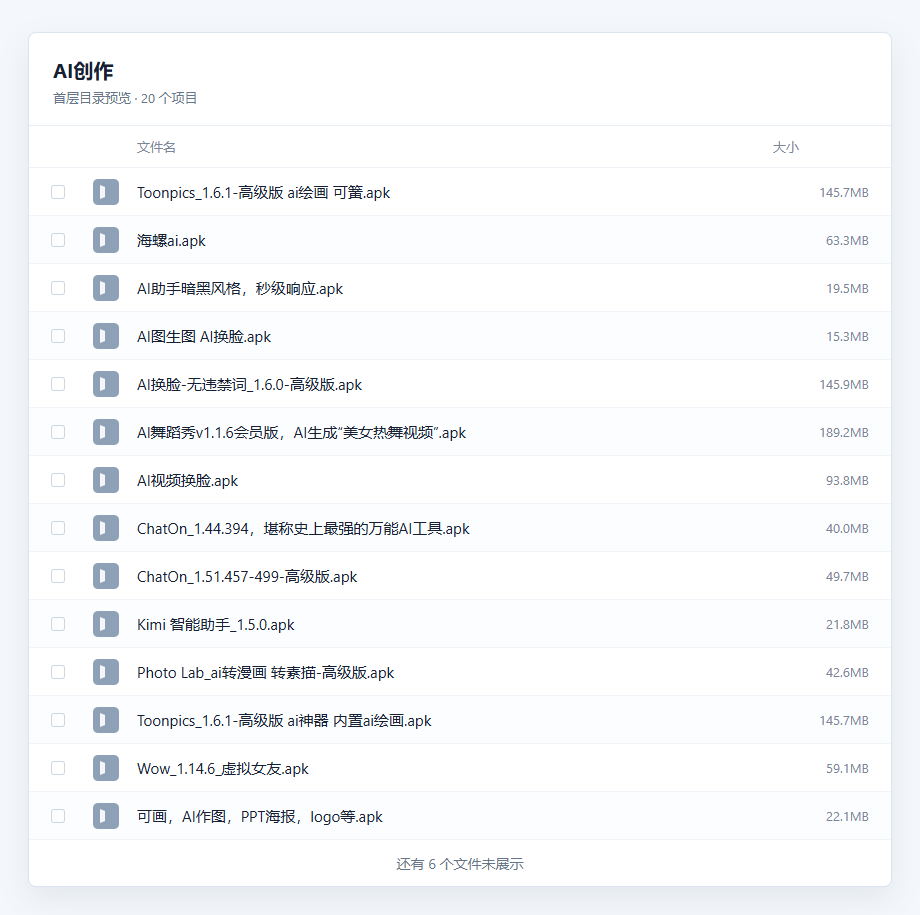 AI创作
首层目录预览 · 20 个项目
文件名 大小
Toonpics_1.6.1-高级版 ai绘画 可簧.apk 145.7MB
海螺ai.apk 63.3MB
AI助手暗黑风格，秒级响应.apk 19.5MB
AI图生图 AI换脸.apk 15.3MB
AI换脸-无违禁词_1.6.0-高级版.apk 145.9MB
AI舞蹈秀v1.1.6会员版，AI生成“美女热舞视频”.apk 189.2MB
AI视频换脸.apk 93.8MB
ChatOn_1.44.394，堪称史上最强的万能AI工具.apk 40.0MB
ChatOn_1.51.457-499-高级版.apk 49.7MB
Kimi 智能助手_1.5.0.apk 21.8MB
Photo Lab_ai转漫画 转素描-高级版.apk 42.6MB
Toonpics_1.6.1-高级版 ai神器 内置ai绘画.apk 145.7MB
Wow_1.14.6_虚拟女友.apk 59.1MB
可画，AI作图，PPT海报，logo等.apk 22.1MB
还有 6 个文件未展示